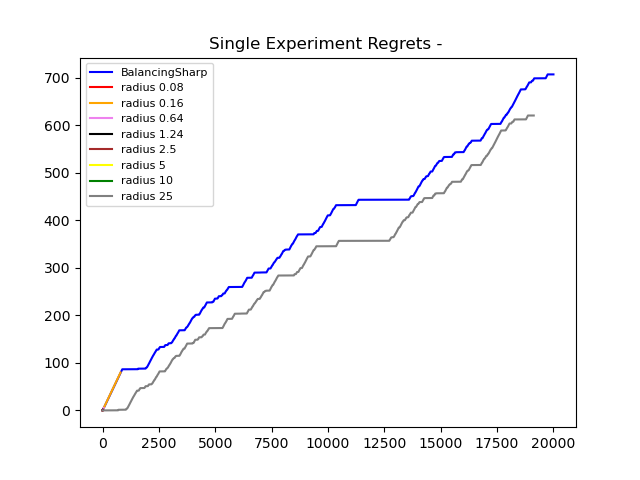 Single Experiment Regrets -
BalancingSharp
radius 0.08
radius 0.16
radius 0.64
radius 1.24
radius 2.5
radius 5
radius 10
radius 25
700
600
500
400
300
200
100
0
0 2500 5000 7500 10000 12500 15000 17500 20000